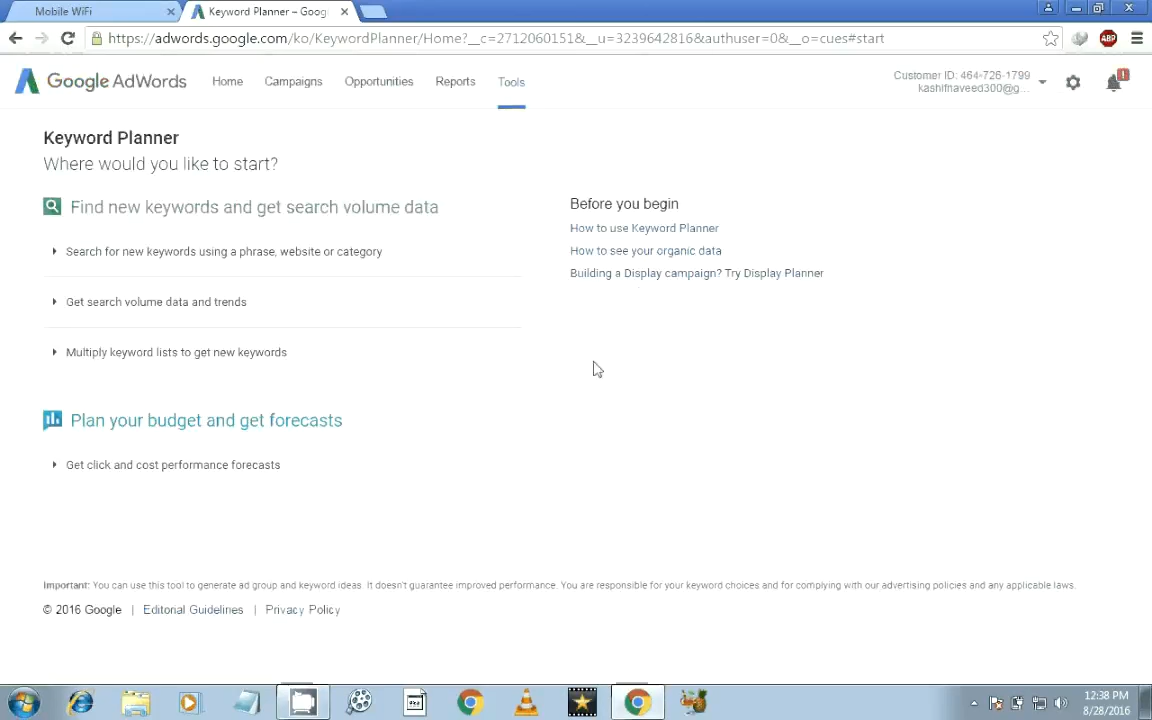 Mobile WiFi
Keyword Planner – Googl
https://adwords.google.com/ko/KeywordPlanner/Home?__c=2712060151&__u=3239642816&authuser=0&__o=cues#start
ABP
Google AdWords
Home
Campaigns
Opportunities
Reports
Tools
Customer ID: 464-726-1799
kashifnaveed300@g...
1
Keyword Planner
Where would you like to start?
Find new keywords and get search volume data
Search for new keywords using a phrase, website or category
Get search volume data and trends
Multiply keyword lists to get new keywords
Plan your budget and get forecasts
Get click and cost performance forecasts
Before you begin
How to use Keyword Planner
How to see your organic data
Building a Display campaign? Try Display Planner
Important: You can use this tool to generate ad group and keyword ideas. It doesn't guarantee improved performance. You are responsible for your keyword choices and for complying with our advertising policies and any applicable laws.
© 2016 Google | Editorial Guidelines | Privacy Policy
12:38 PM
8/28/2016